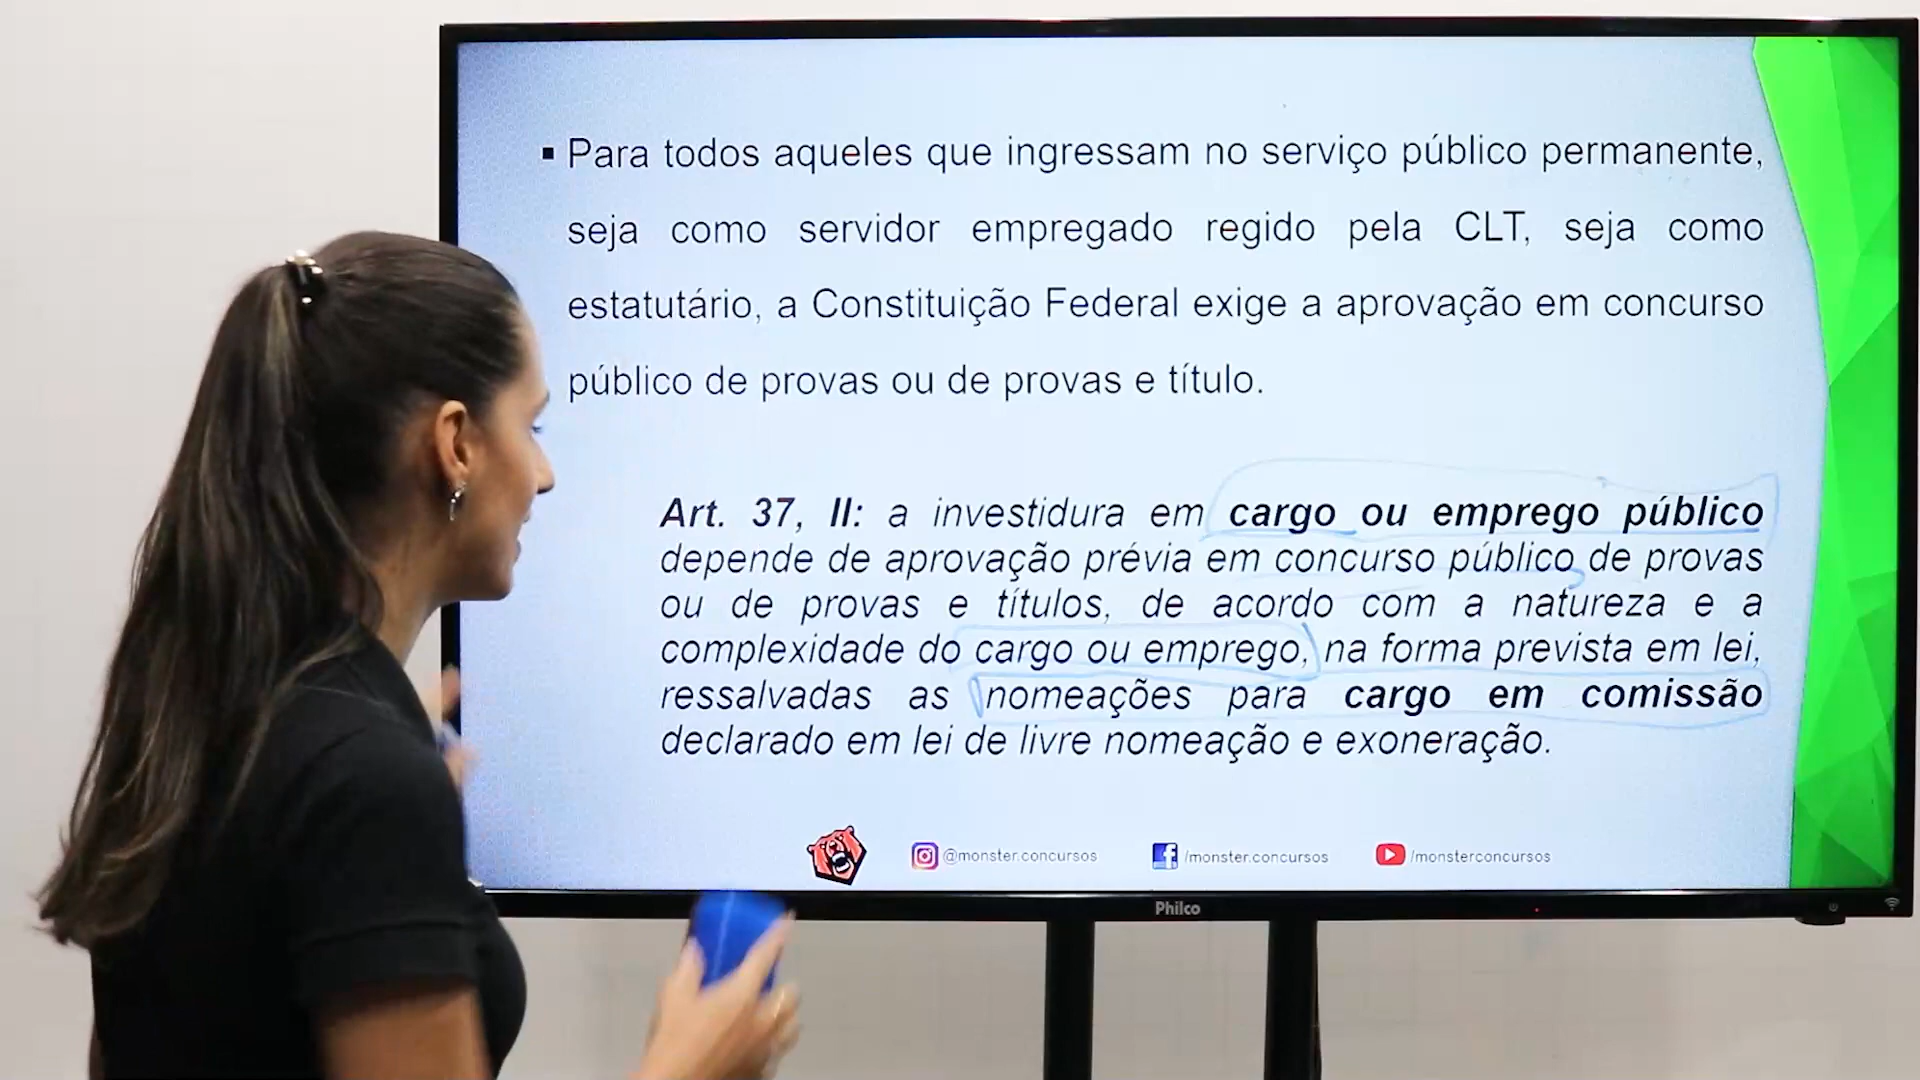 ▪ Para todos aqueles que ingressam no serviço público permanente,
seja como servidor empregado regido pela CLT, seja como
estatutário, a Constituição Federal exige a aprovação em concurso
público de provas ou de provas e título.
Art. 37, II: a investidura em cargo ou emprego público
depende de aprovação prévia em concurso público de provas
ou de provas e títulos, de acordo com a natureza e a
complexidade do cargo ou emprego, na forma prevista em lei,
ressalvadas as nomeações para cargo em comissão
declarado em lei de livre nomeação e exoneração.
@monster.concursos /monster.concursos /monsterconcursos
Philco